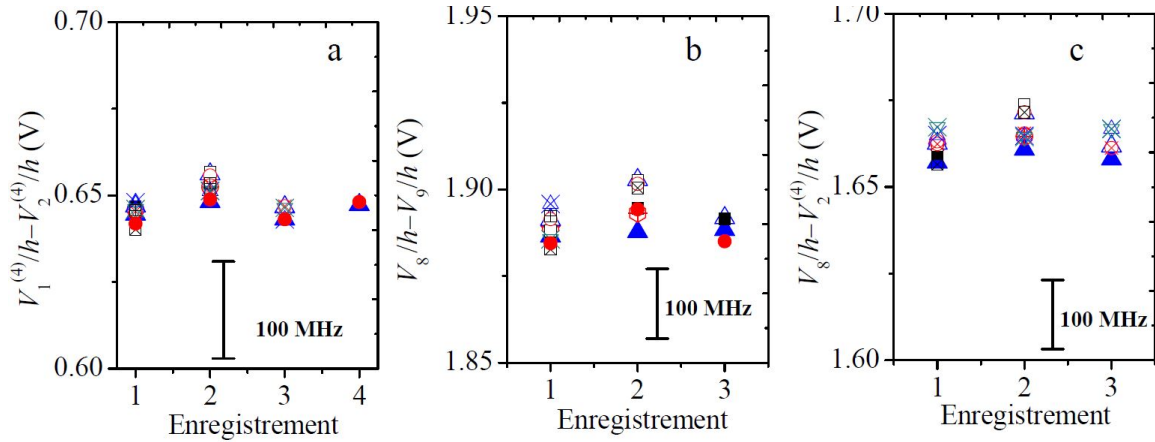 0.70
0.65
0.60
V₁⁽⁴⁾/h–V₂⁽⁴⁾/h (V)
a
100 MHz
1 2 3 4
Enregistrement
1.95
1.90
1.85
V₈/h–V₉/h (V)
b
100 MHz
1 2 3
Enregistrement
1.70
1.65
1.60
V₈/h–V₂⁽⁴⁾/h (V)
c
100 MHz
1 2 3
Enregistrement